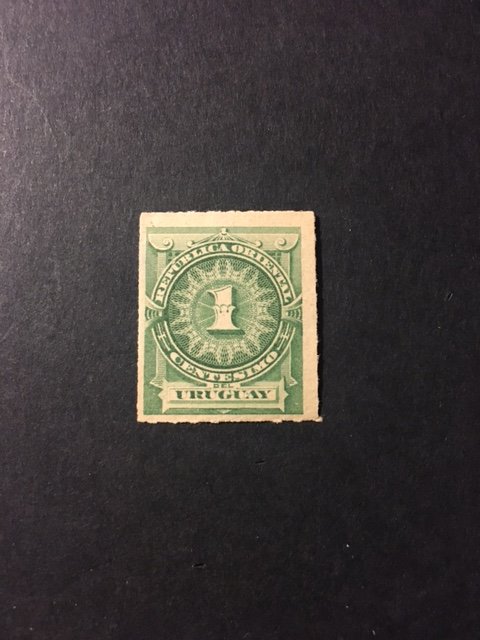 REPUBLICA ORIENTAL
1
CENTESIMO
DEL
URUGUAY